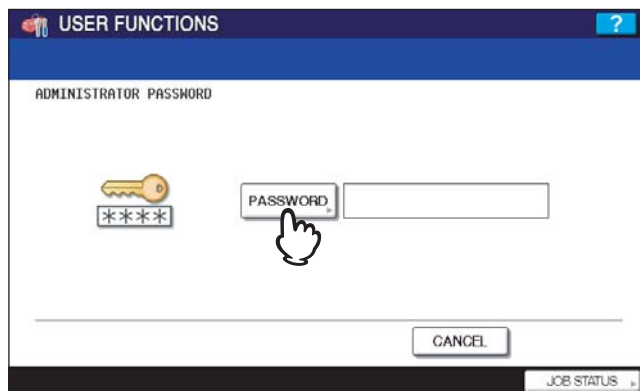 USER FUNCTIONS ?
ADMINISTRATOR PASSWORD
****
PASSWORD
CANCEL
JOB STATUS